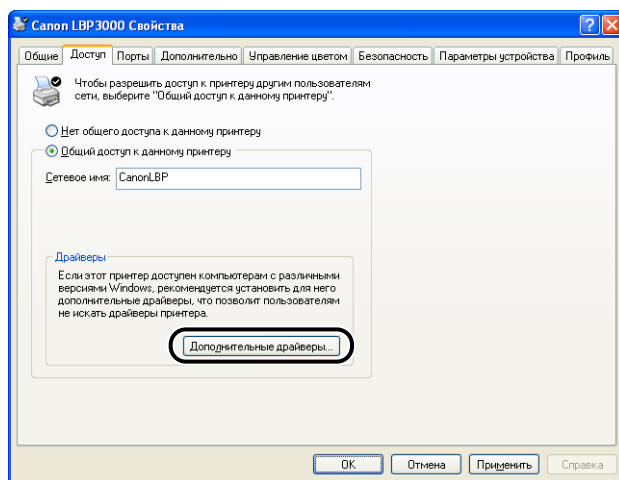 Canon LBP3000 Свойства
Общие Доступ Порты Дополнительно Управление цветом Безопасность Параметры устройства Профиль
Чтобы разрешить доступ к принтеру другим пользователям
сети, выберите "Общий доступ к данному принтеру".
Нет общего доступа к данному принтеру
Общий доступ к данному принтеру
Сетевое имя: CanonLBP
Драйверы
Если этот принтер доступен компьютерам с различными
версиями Windows, рекомендуется установить для него
дополнительные драйверы, что позволит пользователям
не искать драйверы принтера.
Дополнительные драйверы...
OK Отмена Применить Справка